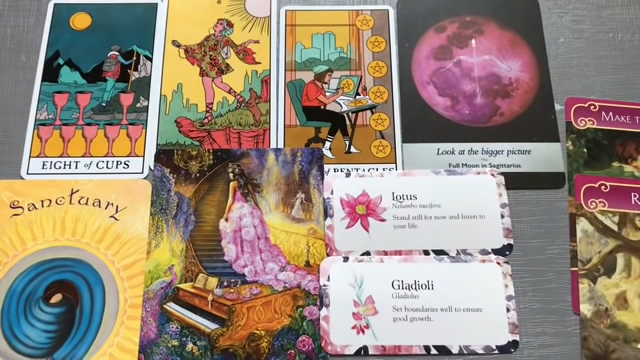 EIGHT of CUPS
of PENTACLES
Look at the bigger picture
Full Moon in Sagittarius
MAKE T
Sanctuary
lotus
Nelumbo nucifera
Stand still for now and listen to
your life.
R
Gladioli
Gladiolus
Set boundaries well to ensure
good growth.